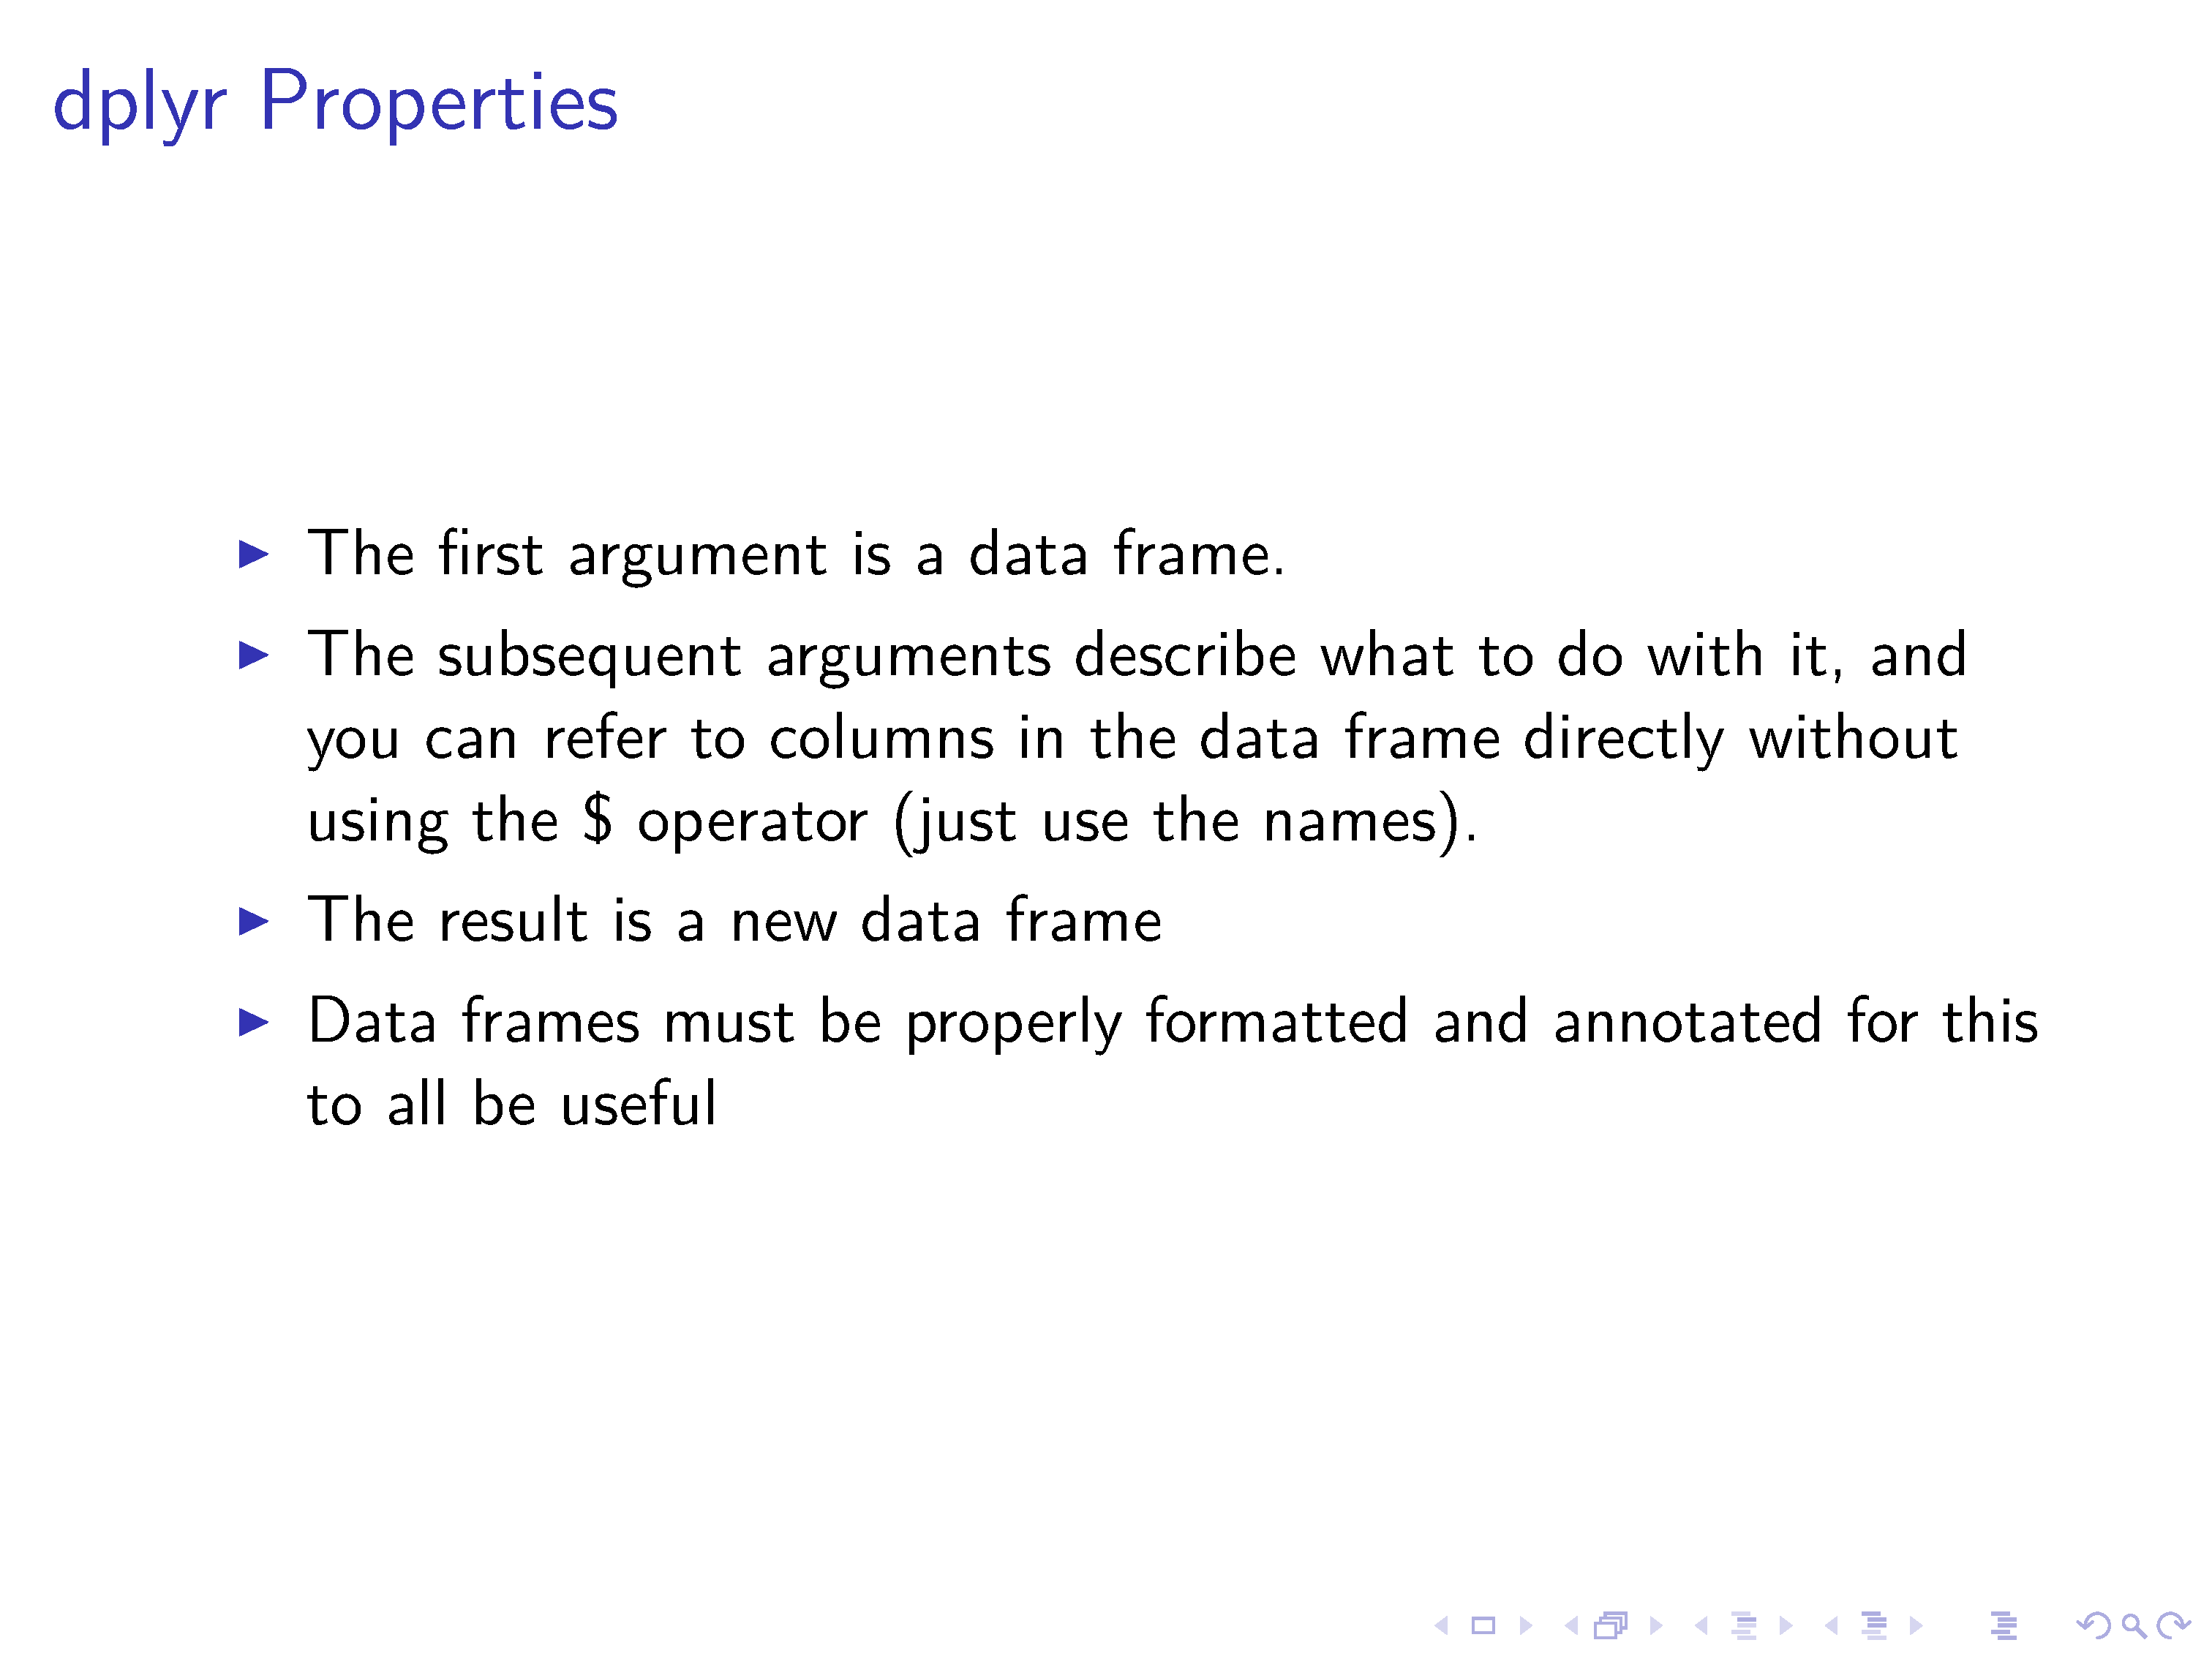 dplyr Properties
The first argument is a data frame.
The subsequent arguments describe what to do with it, and
you can refer to columns in the data frame directly without
using the $ operator (just use the names).
The result is a new data frame
Data frames must be properly formatted and annotated for this
to all be useful